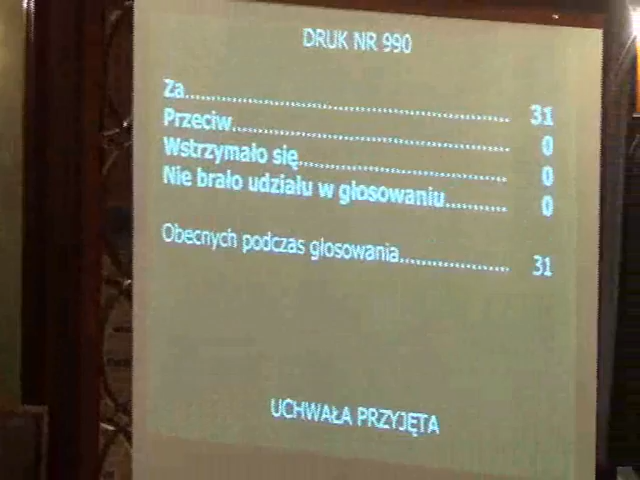 DRUK NR 990
Za.................................................. 31
Przeciw........................................... 0
Wstrzymało się................................ 0
Nie brało udziału w głosowaniu......... 0
Obecnych podczas głosowania................ 31
UCHWAŁA PRZYJĘTA